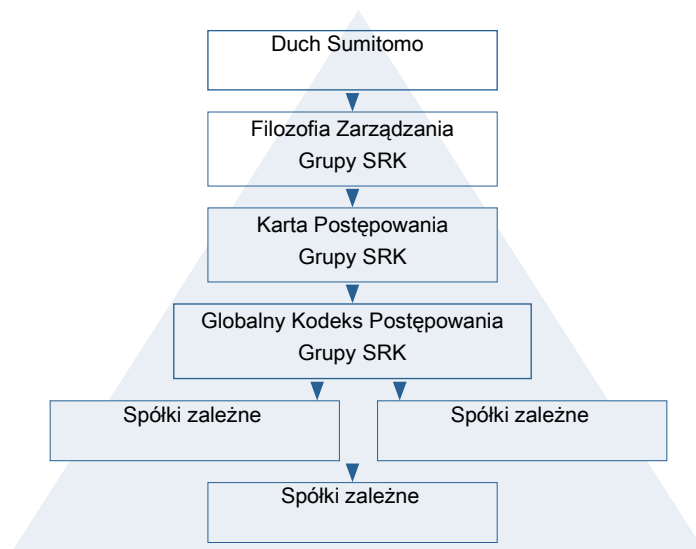 Duch Sumitomo
Filozofia Zarządzania
Grupy SRK
Karta Postępowania
Grupy SRK
Globalny Kodeks Postępowania
Grupy SRK
Spółki zależne
Spółki zależne
Spółki zależne